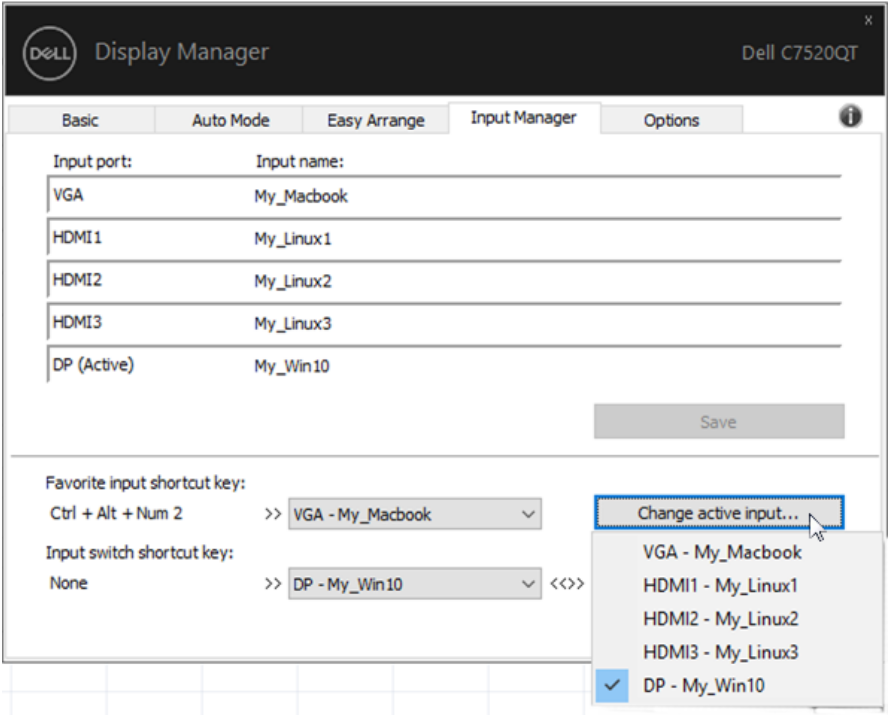 DELL Display Manager
x
Dell C7520QT
Basic Auto Mode Easy Arrange Input Manager Options i
Input port: Input name:
VGA My_Macbook
HDMI1 My_Linux1
HDMI2 My_Linux2
HDMI3 My_Linux3
DP (Active) My_Win10
Save
Favorite input shortcut key:
Ctrl + Alt + Num 2 >> VGA - My_Macbook Change active input...
Input switch shortcut key:
None >> DP - My_Win10 <<>>
VGA - My_Macbook
HDMI1 - My_Linux1
HDMI2 - My_Linux2
HDMI3 - My_Linux3
DP - My_Win10